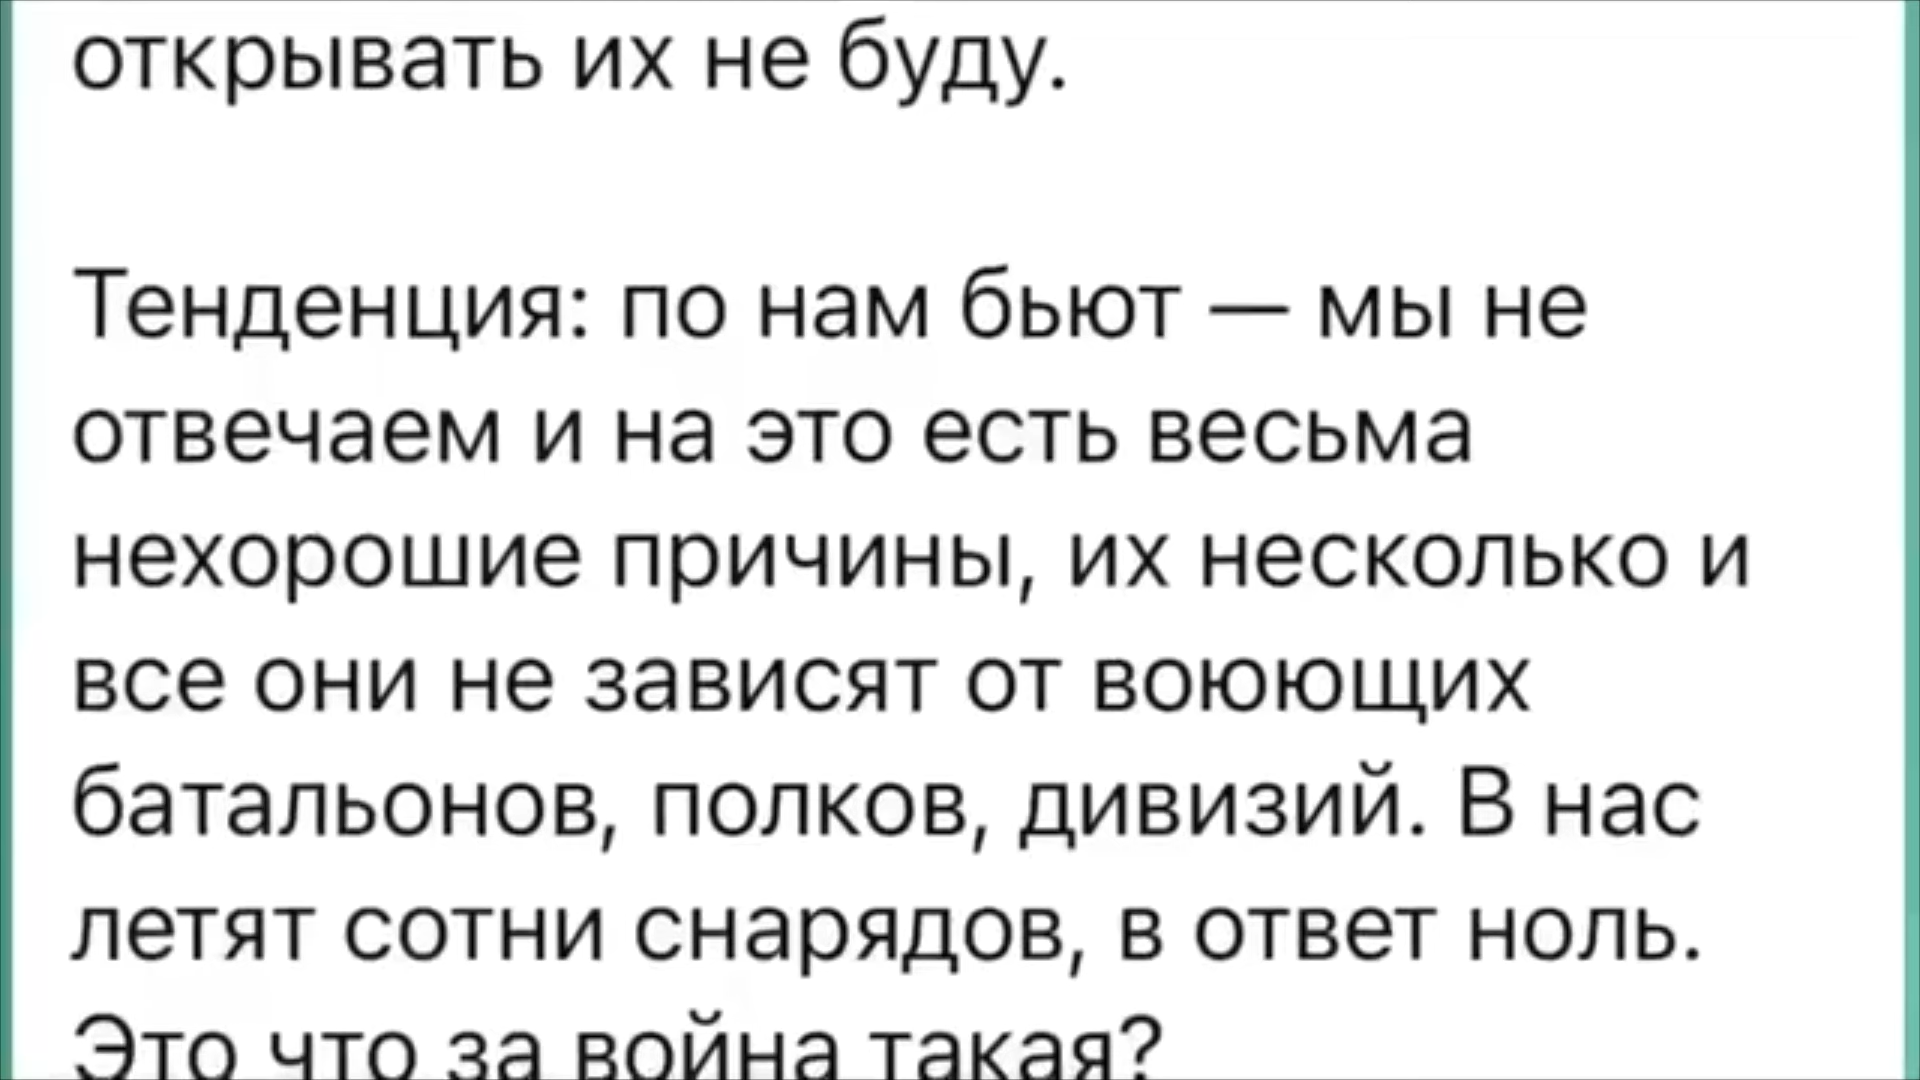 открывать их не буду.
Тенденция: по нам бьют — мы не
отвечаем и на это есть весьма
нехорошие причины, их несколько и
все они не зависят от воюющих
батальонов, полков, дивизий. В нас
летят сотни снарядов, в ответ ноль.
Это что за война такая?